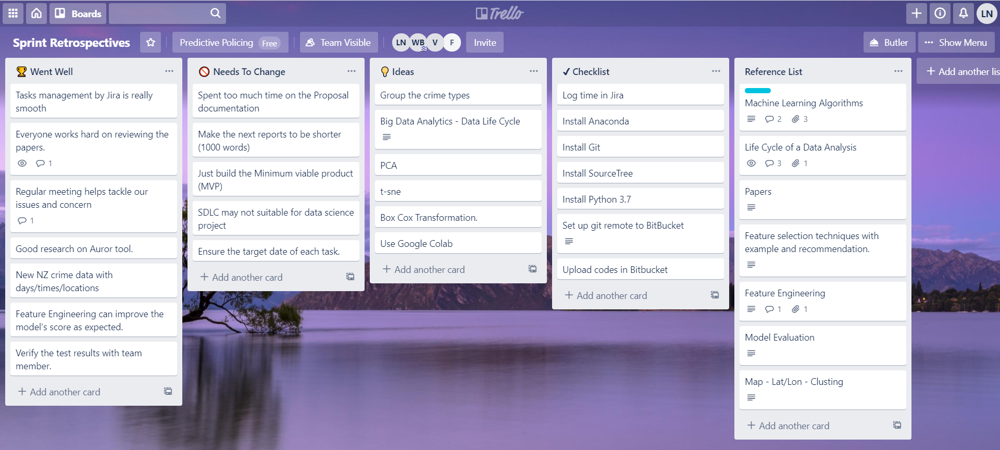 Boards
Trello
LN
Sprint Retrospectives
Predictive Policing Free
Team Visible
LN WB V F
Invite
Butler
Show Menu
Went Well
Tasks management by Jira is really
smooth
Everyone works hard on reviewing the
papers.
1
Regular meeting helps tackle our
issues and concern
1
Good research on Auror tool.
New NZ crime data with
days/times/locations
Feature Engineering can improve the
model's score as expected.
Verify the test results with team
member.
+ Add another card
Needs To Change
Spent too much time on the Proposal
documentation
Make the next reports to be shorter
(1000 words)
Just build the Minimum viable product
(MVP)
SDLC may not suitable for data science
project
Ensure the target date of each task.
+ Add another card
Ideas
Group the crime types
Big Data Analytics - Data Life Cycle
PCA
t-sne
Box Cox Transformation.
Use Google Colab
+ Add another card
✓ Checklist
Log time in Jira
Install Anaconda
Install Git
Install SourceTree
Install Python 3.7
Set up git remote to BitBucket
Upload codes in Bitbucket
+ Add another card
Reference List
Machine Learning Algorithms
2 3
Life Cycle of a Data Analysis
3 1
Papers
Feature selection techniques with
example and recommendation.
Feature Engineering
1 1
Model Evaluation
Map - Lat/Lon - Clusting
+ Add another card
+ Add another lis